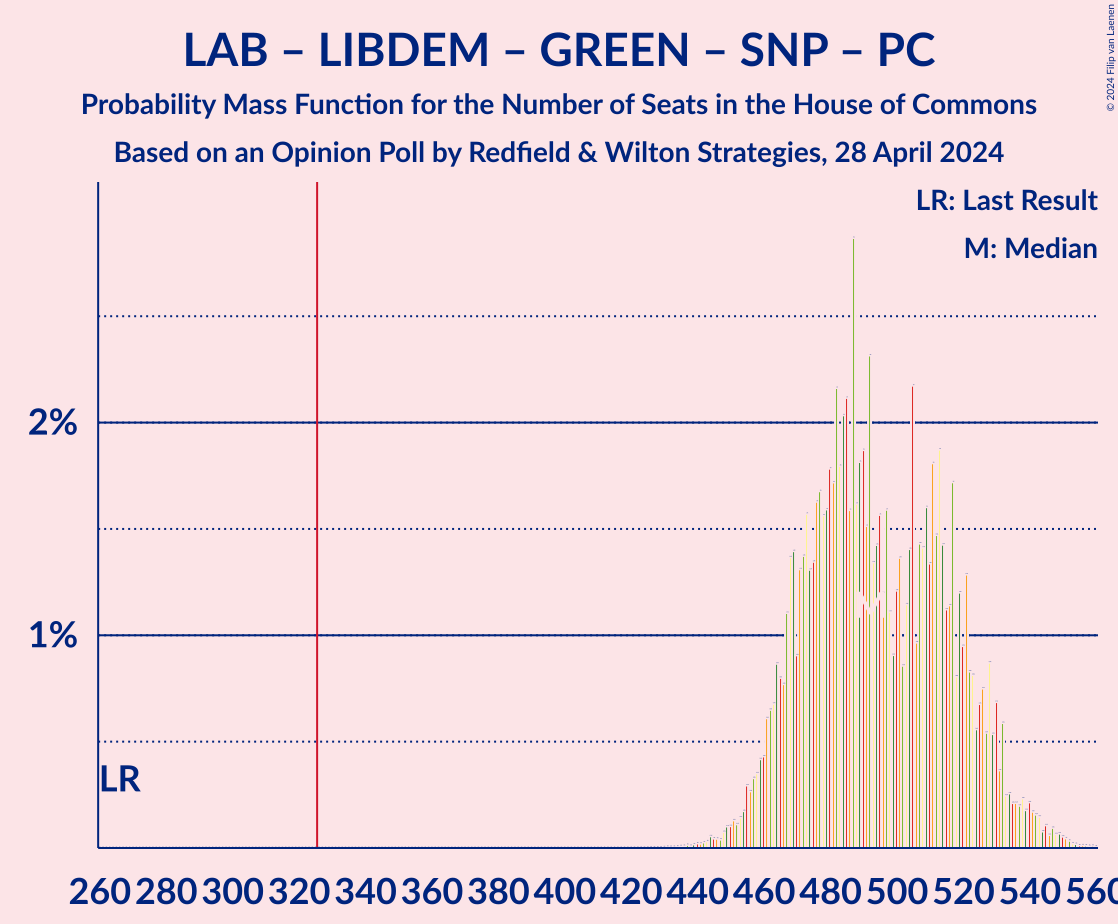 LAB – LIBDEM – GREEN – SNP – PC
Probability Mass Function for the Number of Seats in the House of Commons
Based on an Opinion Poll by Redfield & Wilton Strategies, 28 April 2024
© 2024 Filip van Laenen
LR: Last Result
M: Median
2%
1%
LR
M
260 280 300 320 340 360 380 400 420 440 460 480 500 520 540 560